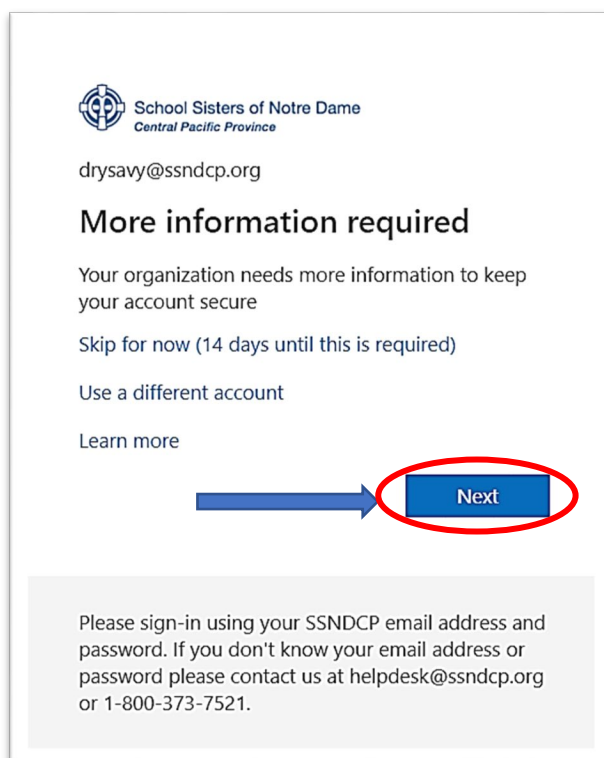 School Sisters of Notre Dame
Central Pacific Province
drysavy@ssndcp.org
More information required
Your organization needs more information to keep
your account secure
Skip for now (14 days until this is required)
Use a different account
Learn more
Next
Please sign-in using your SSNDCP email address and
password. If you don't know your email address or
password please contact us at helpdesk@ssndcp.org
or 1-800-373-7521.